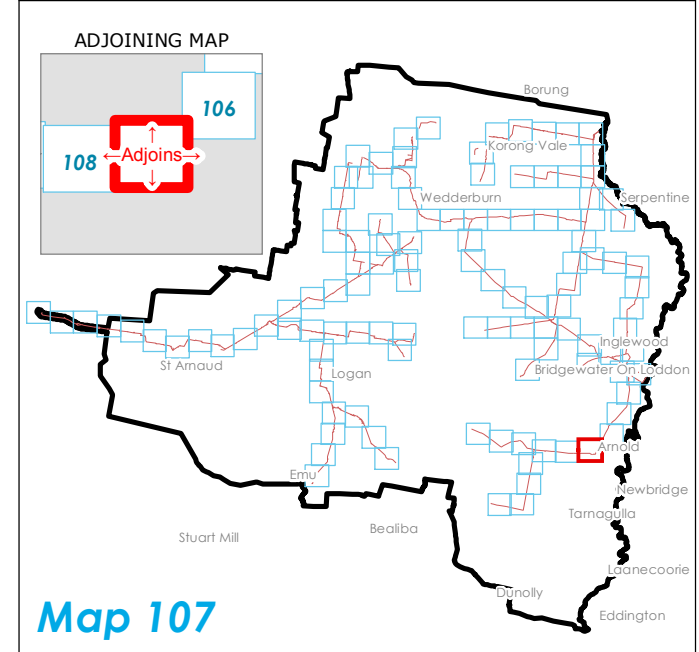 ADJOINING MAP
106
108
Adjoins
Borung
Korong Vale
Wedderburn
Serpentine
Inglewood
St Arnaud
Logan
Bridgewater On Loddon
Arnold
Emu
Newbridge
Tarnagulla
Bealiba
Stuart Mill
Laanecoorie
Dunolly
Eddington
Map 107